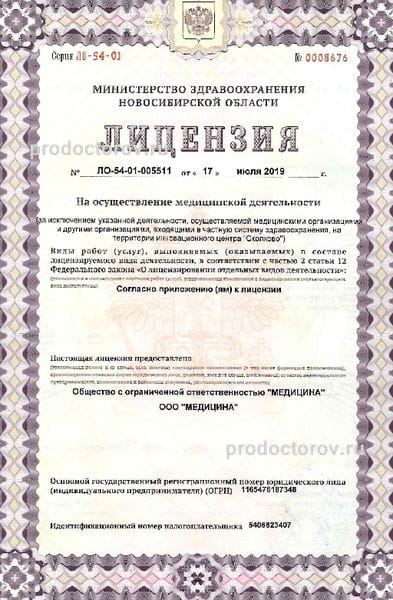 Серия ЛО-54-01 № 0008676
МИНИСТЕРСТВО ЗДРАВООХРАНЕНИЯ
НОВОСИБИРСКОЙ ОБЛАСТИ
ЛИЦЕНЗИЯ
prodoctorov.ru
№ ЛО-54-01-005511 от « 17 » июля 2019 г.
На осуществление медицинской деятельности
(за исключением указанной деятельности, осуществляемой медицинскими организациями
и другими организациями, входящими в частную систему здравоохранения, на
территории инновационного центра "Сколково")
Виды работ (услуг), выполняемых (оказываемых) в составе
лицензируемого вида деятельности, в соответствии с частью 2 статьи 12
Федерального закона «О лицензировании отдельных видов деятельности»:
Согласно приложению (ям) к лицензии
Настоящая лицензия предоставлена
Общество с ограниченной ответственностью "МЕДИЦИНА"
ООО "МЕДИЦИНА"
prodoctorov.ru
Основной государственный регистрационный номер юридического лица
(индивидуального предпринимателя) (ОГРН) 1165476187348
Идентификационный номер налогоплательщика 5406623407